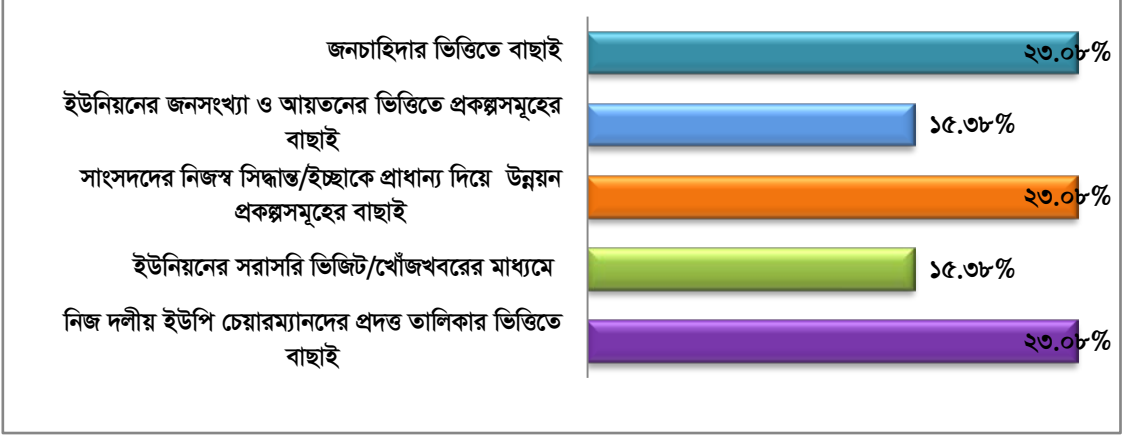 জনচাহিদার ভিত্তিতে বাছাই
২৩.০৮%
ইউনিয়নের জনসংখ্যা ও আয়তনের ভিত্তিতে প্রকল্পসমূহের
বাছাই
১৫.৩৮%
সাংসদদের নিজস্ব সিদ্ধান্ত/ইচ্ছাকে প্রাধান্য দিয়ে উন্নয়ন
প্রকল্পসমূহের বাছাই
২৩.০৮%
ইউনিয়নের সরাসরি ভিজিট/খোঁজখবরের মাধ্যমে
১৫.৩৮%
নিজ দলীয় ইউপি চেয়ারম্যানদের প্রদত্ত তালিকার ভিত্তিতে
বাছাই
২৩.০৮%